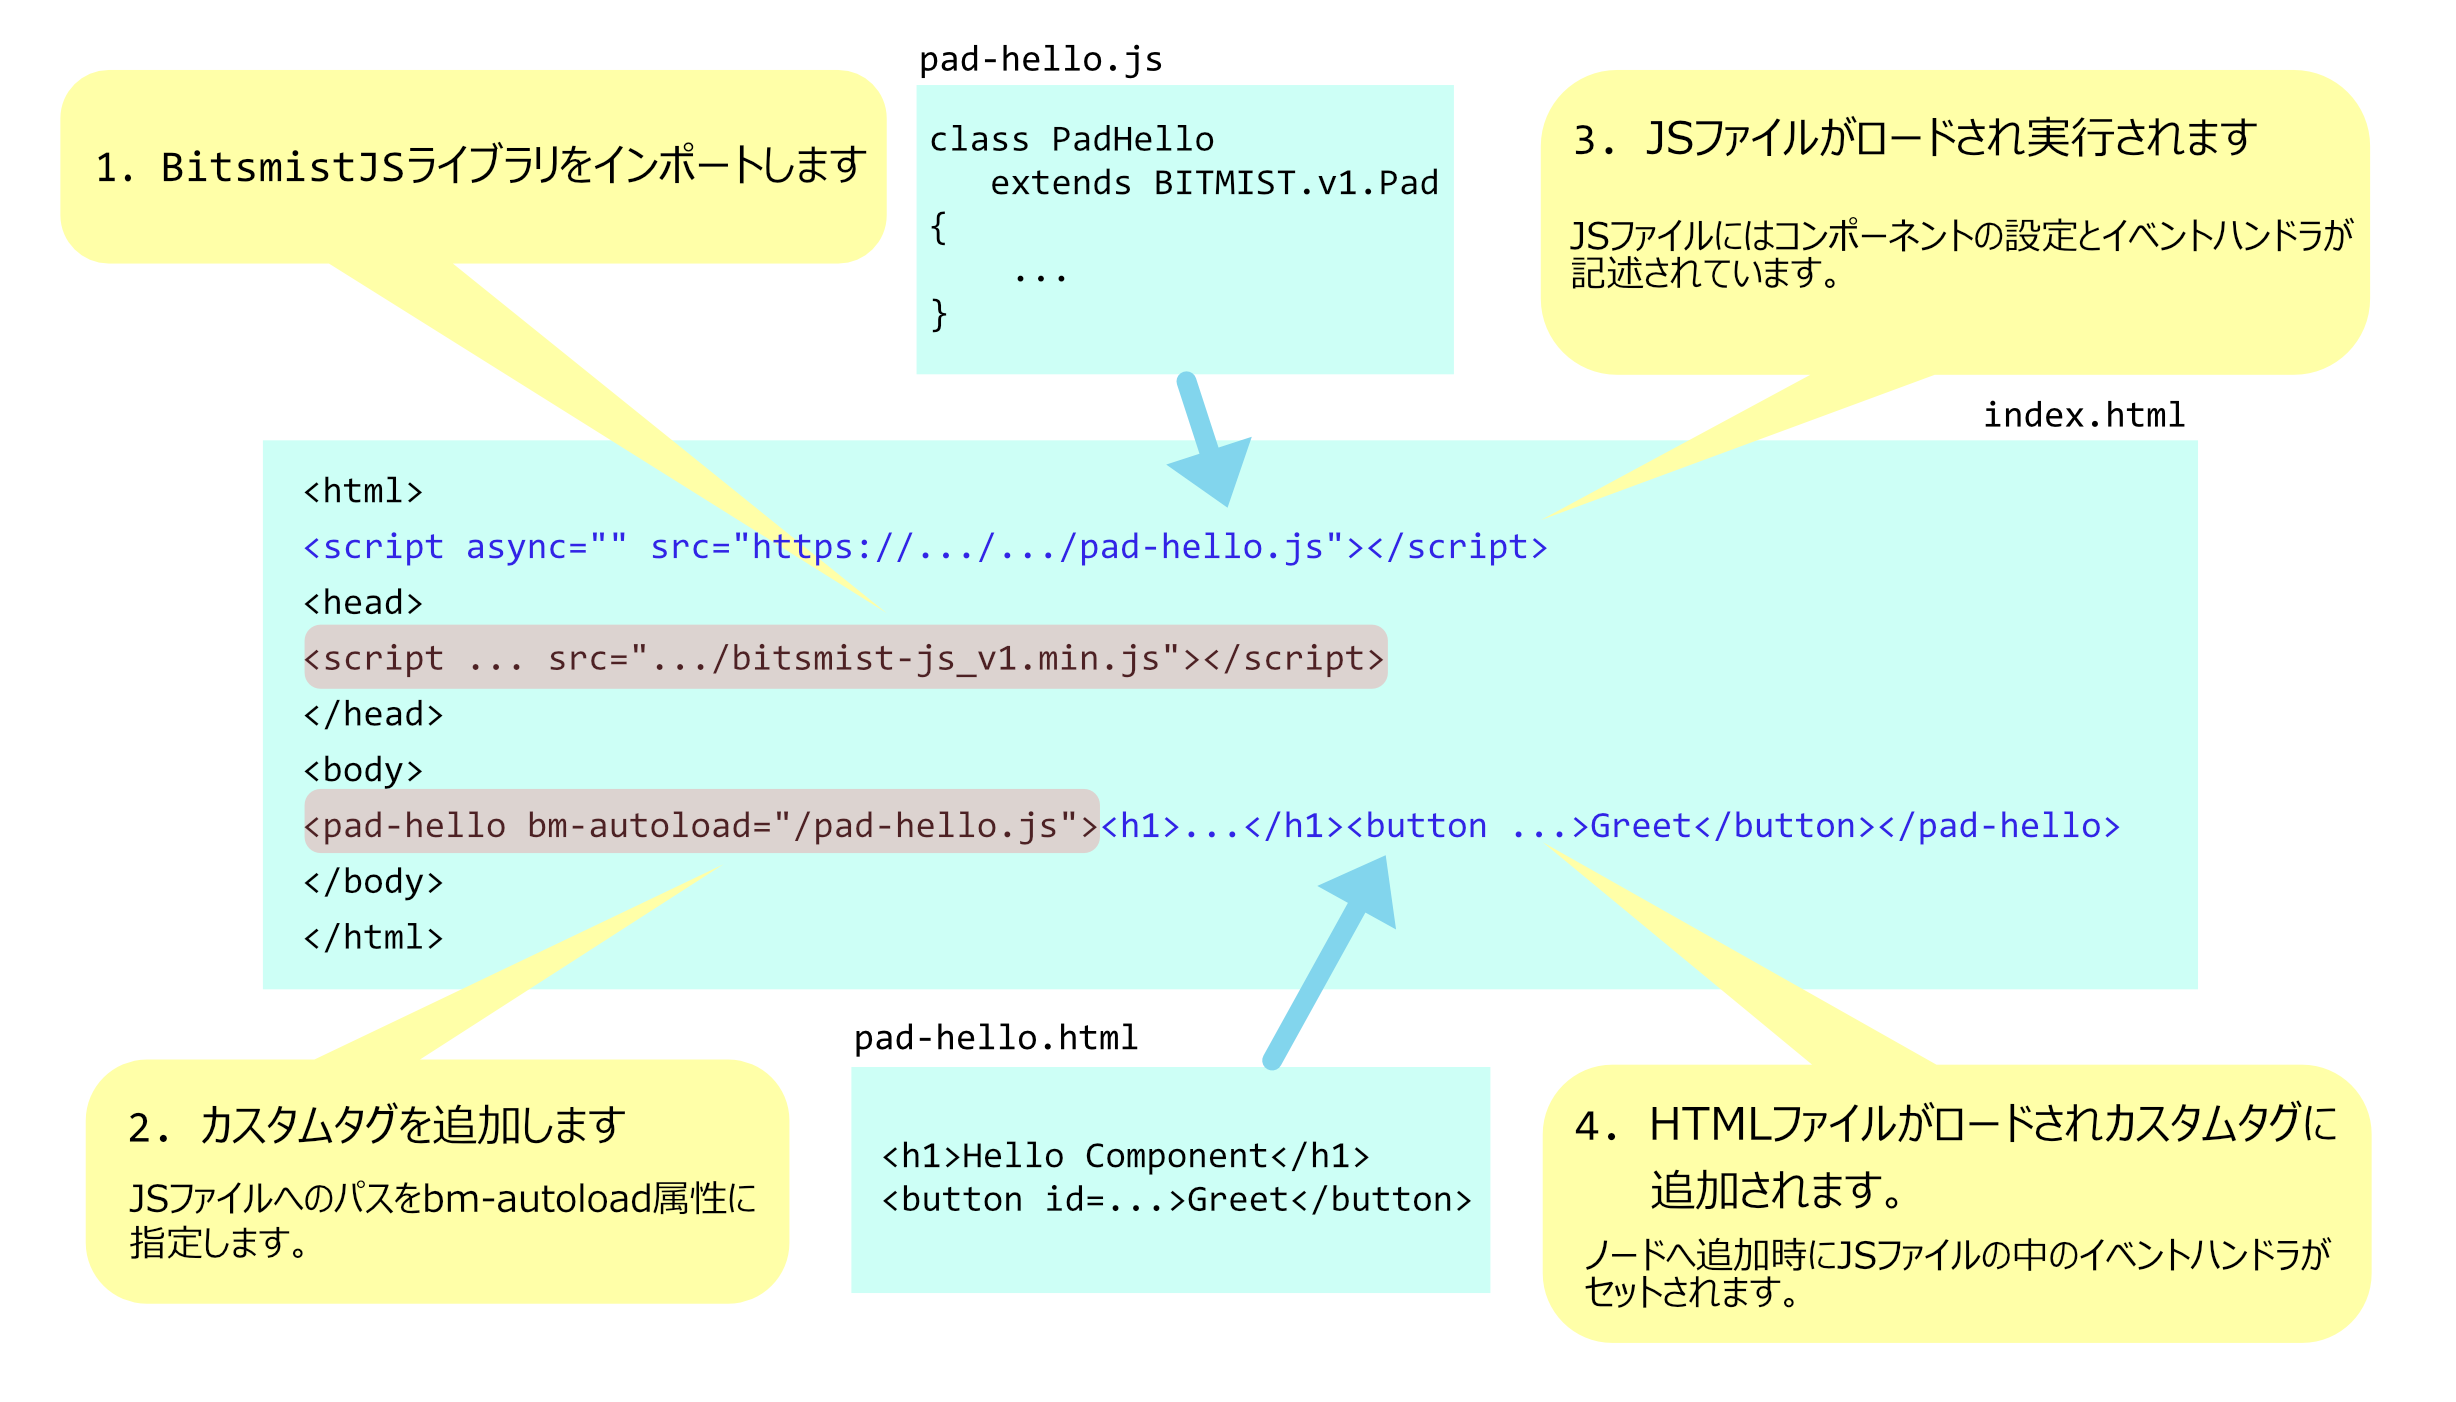 pad-hello.js
class PadHello
extends BITMIST.v1.Pad
{
...
}
1. BitsmistJSライブラリをインポートします
3. JSファイルがロードされ実行されます
JSファイルにはコンポーネントの設定とイベントハンドラが
記述されています。
index.html
<html>
<script async="" src="https://.../.../pad-hello.js"></script>
<head>
<script ... src=".../bitsmist-js_v1.min.js"></script>
</head>
<body>
<pad-hello bm-autoload="/pad-hello.js"><h1>...</h1><button ...>Greet</button></pad-hello>
</body>
</html>
2. カスタムタグを追加します
JSファイルへのパスをbm-autoload属性に
指定します。
pad-hello.html
<h1>Hello Component</h1>
<button id=...>Greet</button>
4. HTMLファイルがロードされカスタムタグに
追加されます。
ノードへ追加時にJSファイルの中のイベントハンドラが
セットされます。